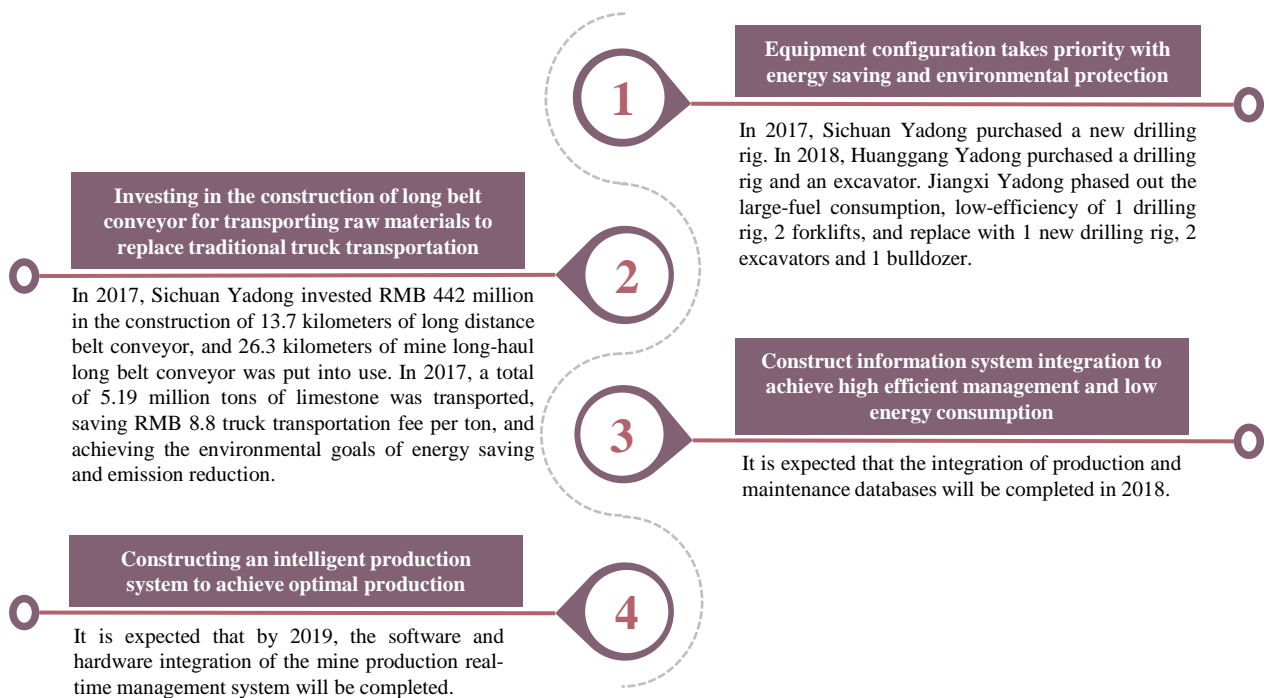 1
Equipment configuration takes priority with
energy saving and environmental protection
In 2017, Sichuan Yadong purchased a new drilling
rig. In 2018, Huanggang Yadong purchased a drilling
rig and an excavator. Jiangxi Yadong phased out the
large-fuel consumption, low-efficiency of 1 drilling
rig, 2 forklifts, and replace with 1 new drilling rig, 2
excavators and 1 bulldozer.
Investing in the construction of long belt
conveyor for transporting raw materials to
replace traditional truck transportation
2
In 2017, Sichuan Yadong invested RMB 442 million
in the construction of 13.7 kilometers of long distance
belt conveyor, and 26.3 kilometers of mine long-haul
long belt conveyor was put into use. In 2017, a total
of 5.19 million tons of limestone was transported,
saving RMB 8.8 truck transportation fee per ton, and
achieving the environmental goals of energy saving
and emission reduction.
3
Construct information system integration to
achieve high efficient management and low
energy consumption
It is expected that the integration of production and
maintenance databases will be completed in 2018.
Constructing an intelligent production
system to achieve optimal production
4
It is expected that by 2019, the software and
hardware integration of the mine production real-
time management system will be completed.